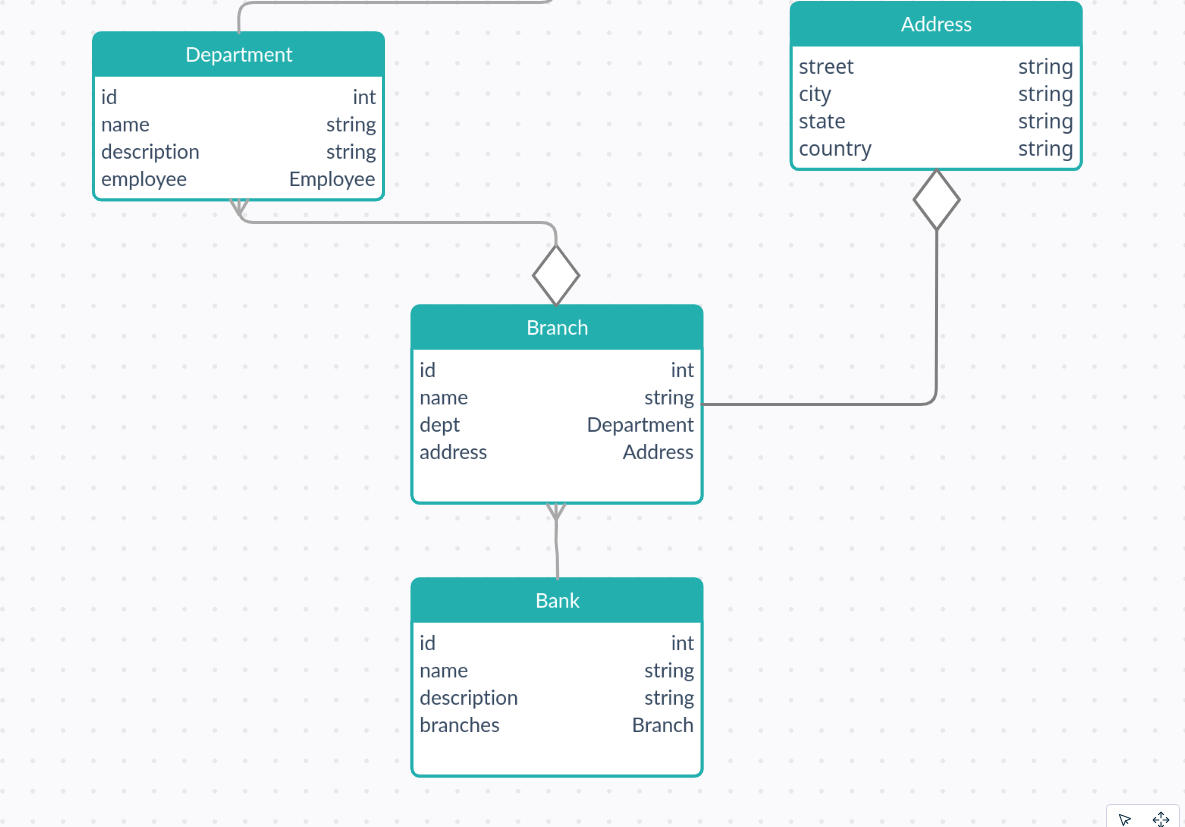 Department
id int
name string
description string
employee Employee
Address
street string
city string
state string
country string
Branch
id int
name string
dept Department
address Address
Bank
id int
name string
description string
branches Branch